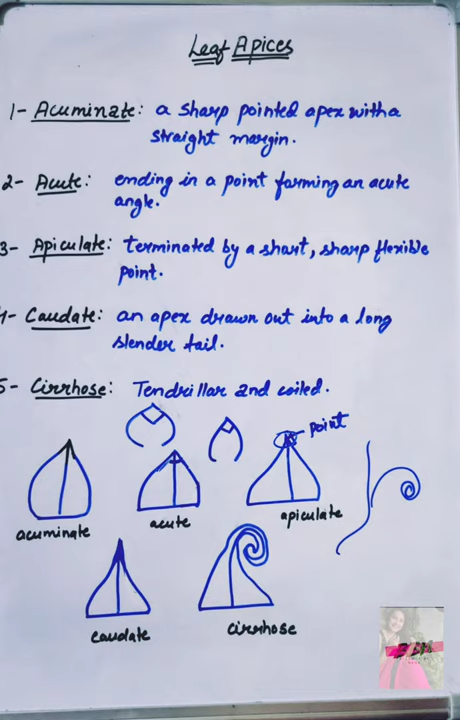 Leaf Apices
1- Acuminate: a sharp pointed apex with a
straight margin.
2- Acute: ending in a point forming an acute
angle.
3- Apiculate: terminated by a short, sharp flexible
point.
4- Caudate: an apex drawn out into a long
slender tail.
5- Cirrhose: Tendrillar and coiled.
point
acuminate
acute
apiculate
caudate
cirrhose